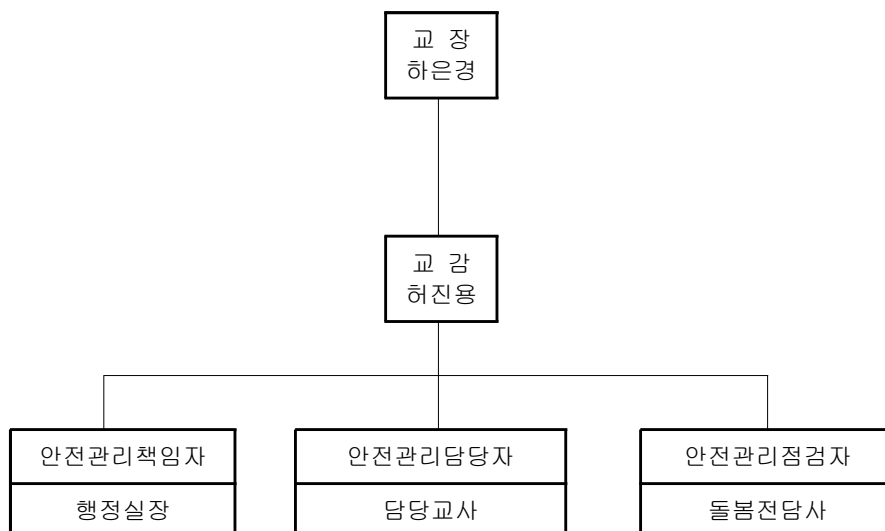 교 장
하은경
교 감
허진용
안전관리책임자
안전관리담당자
안전관리점검자
행정실장
담당교사
돌봄전담사